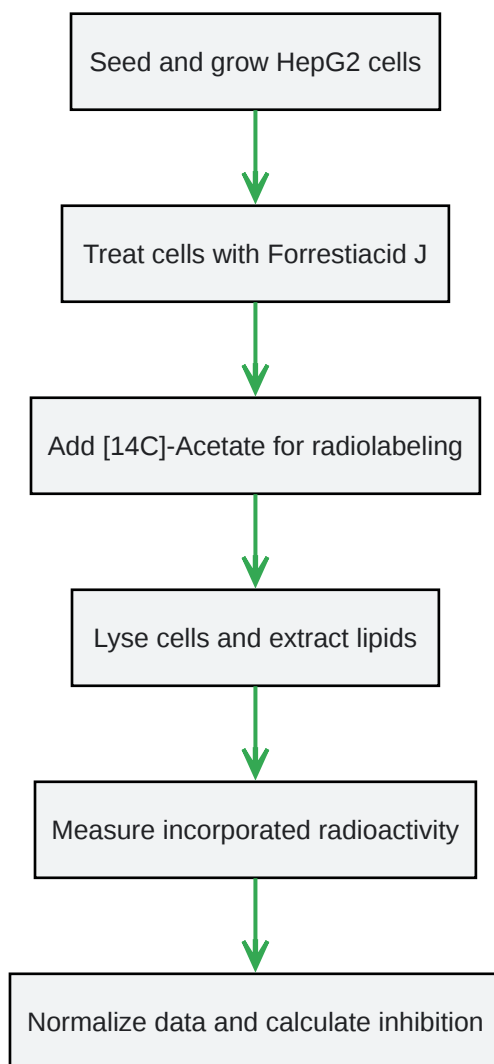 Seed and grow HepG2 cells
Treat cells with Forrestiacid J
Add [14C]-Acetate for radiolabeling
Lyse cells and extract lipids
Measure incorporated radioactivity
Normalize data and calculate inhibition